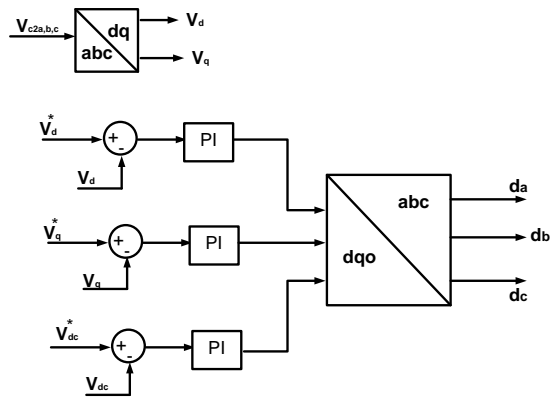 Vc2a,b,c
dq
abc
Vd
Vq
V*d
+
-
PI
Vd
V*q
+
-
PI
Vq
V*dc
+
-
PI
Vdc
abc
dqo
da
db
dc